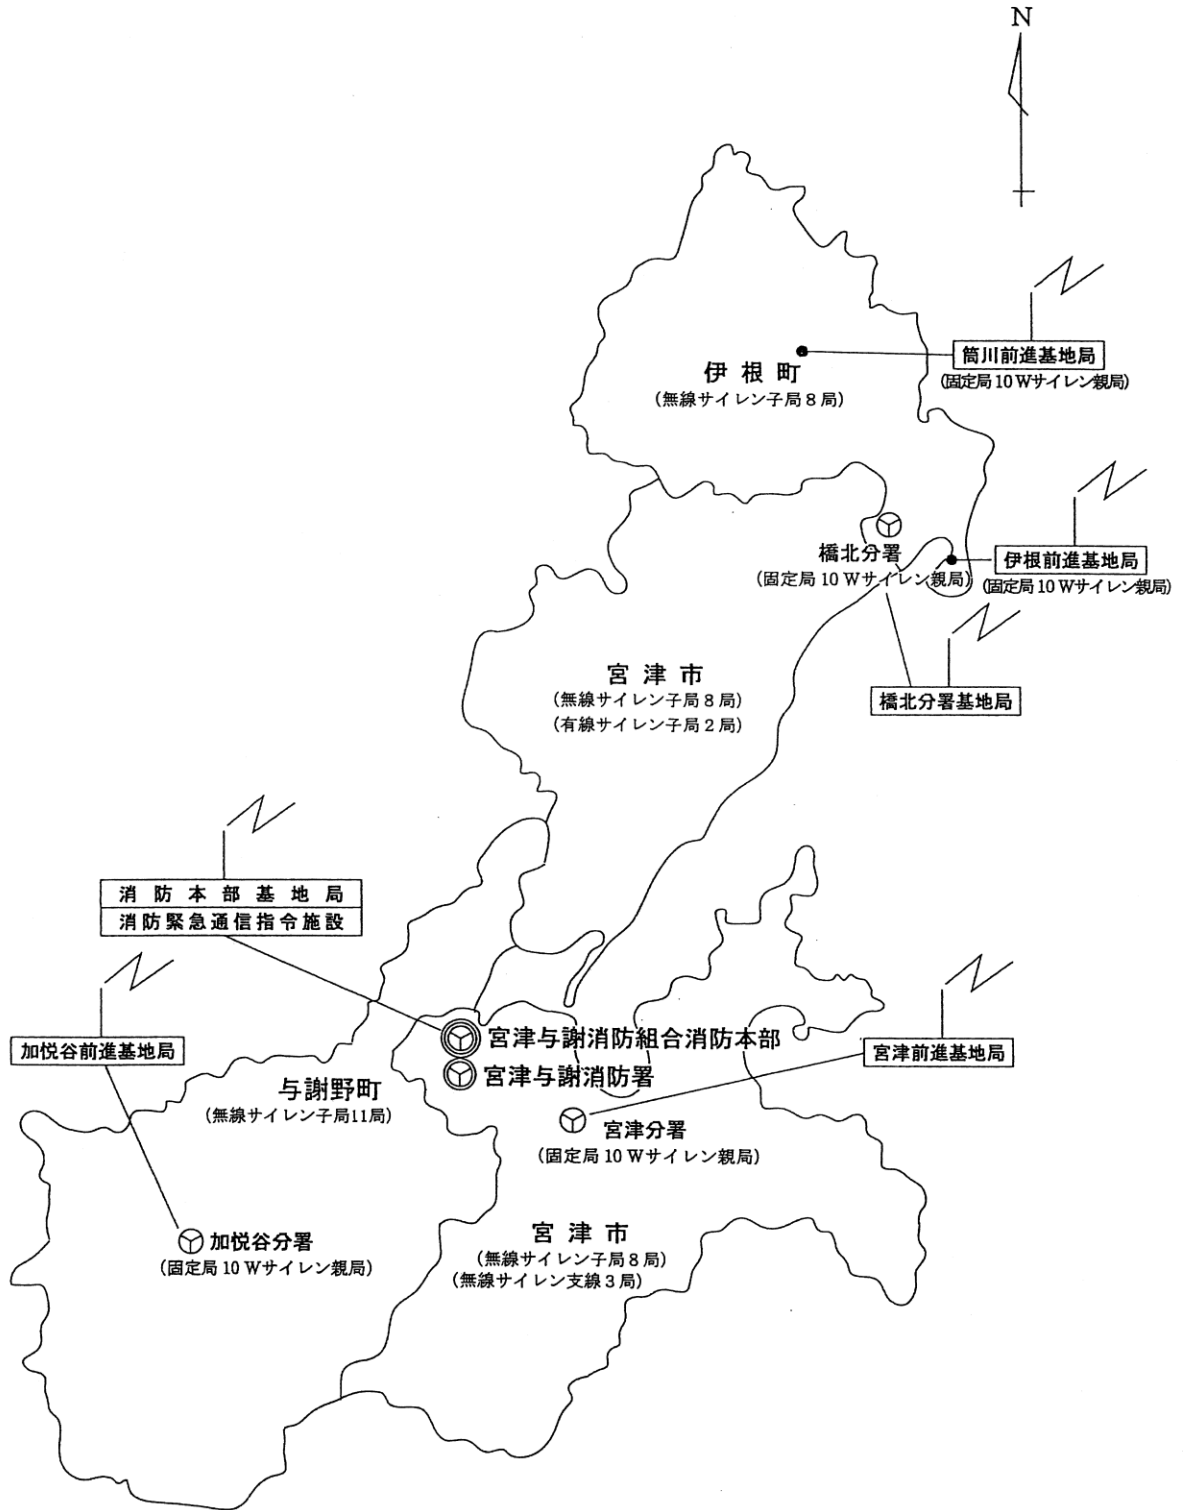 N
筒川前進基地局
(固定局10Wサイレン親局)
伊根町
(無線サイレン子局8局)
橋北分署
(固定局10Wサイレン親局)
伊根前進基地局
(固定局10Wサイレン親局)
宮津市
(無線サイレン子局8局)
(有線サイレン子局2局)
橋北分署基地局
消防本部基地局
消防緊急通信指令施設
宮津与謝消防組合消防本部
加悦谷前進基地局
宮津前進基地局
宮津与謝消防署
与謝野町
(無線サイレン子局11局)
宮津分署
(固定局10Wサイレン親局)
加悦谷分署
(固定局10Wサイレン親局)
宮津市
(無線サイレン子局8局)
(無線サイレン支線3局)